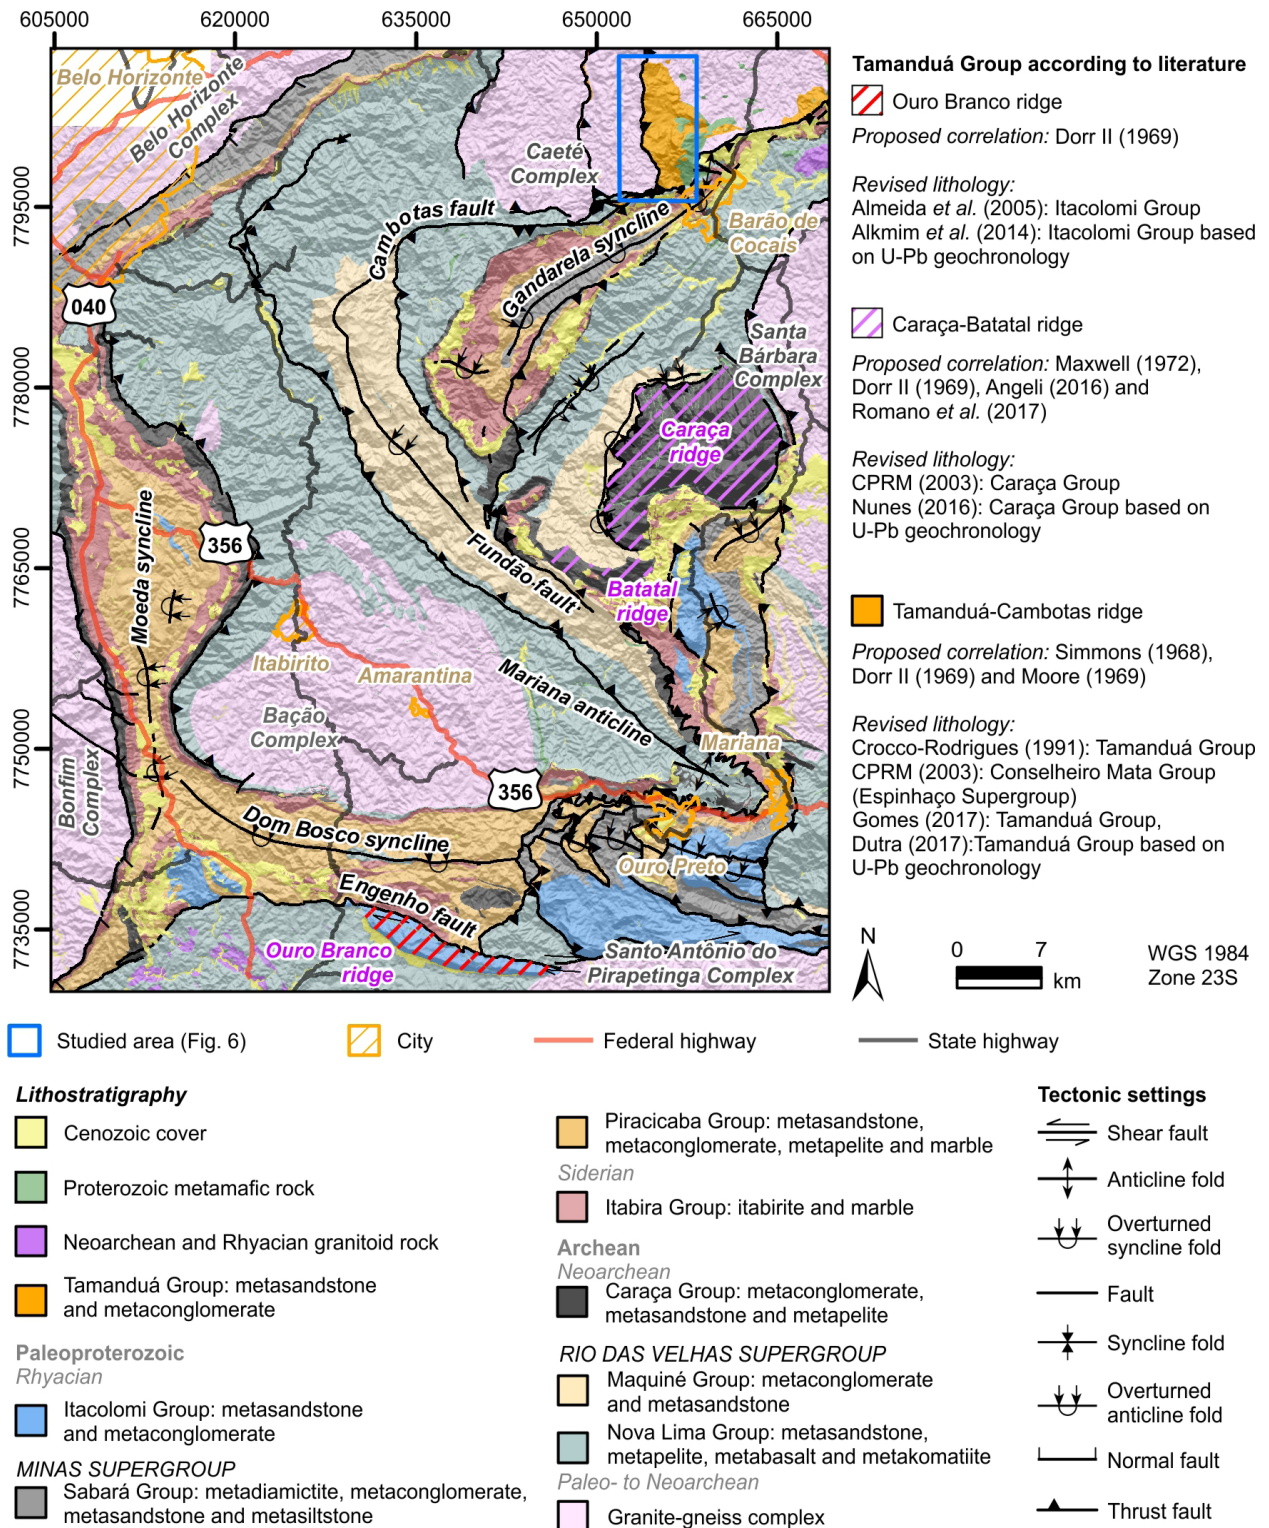 605000
620000
635000
650000
665000
7795000
7780000
7765000
7750000
7735000
Belo Horizonte
Belo Horizonte
Complex
Caeté
Complex
Cambotas fault
Gandarela syncline
Barão de
Cocais
040
Santa
Bárbara
Complex
Caraça
ridge
Moeda syncline
356
Fundão fault
Batatal
ridge
Itabirito
Amarantina
Mariana anticline
Bação
Complex
Mariana
Bonfim
Complex
356
Dom Bosco syncline
Ouro Preto
Engenho fault
Ouro Branco
ridge
Santo Antônio do
Pirapetinga Complex
Tamanduá Group according to literature
Ouro Branco ridge
Proposed correlation: Dorr II (1969)
Revised lithology:
Almeida et al. (2005): Itacolomi Group
Alkmim et al. (2014): Itacolomi Group based
on U-Pb geochronology
Caraça-Batatal ridge
Proposed correlation: Maxwell (1972),
Dorr II (1969), Angeli (2016) and
Romano et al. (2017)
Revised lithology:
CPRM (2003): Caraça Group
Nunes (2016): Caraça Group based on
U-Pb geochronology
Tamanduá-Cambotas ridge
Proposed correlation: Simmons (1968),
Dorr II (1969) and Moore (1969)
Revised lithology:
Crocco-Rodrigues (1991): Tamanduá Group
CPRM (2003): Conselheiro Mata Group
(Espinhaço Supergroup)
Gomes (2017): Tamanduá Group,
Dutra (2017):Tamanduá Group based on
U-Pb geochronology
N
0 7
km
WGS 1984
Zone 23S
Studied area (Fig. 6)
City
Federal highway
State highway
Lithostratigraphy
Cenozoic cover
Proterozoic metamafic rock
Neoarchean and Rhyacian granitoid rock
Tamanduá Group: metasandstone
and metaconglomerate
Paleoproterozoic
Rhyacian
Itacolomi Group: metasandstone
and metaconglomerate
MINAS SUPERGROUP
Sabará Group: metadiamictite, metaconglomerate,
metasandstone and metasiltstone
Piracicaba Group: metasandstone,
metaconglomerate, metapelite and marble
Siderian
Itabira Group: itabirite and marble
Archean
Neoarchean
Caraça Group: metaconglomerate,
metasandstone and metapelite
RIO DAS VELHAS SUPERGROUP
Maquiné Group: metaconglomerate
and metasandstone
Nova Lima Group: metasandstone,
metapelite, metabasalt and metakomatiite
Paleo- to Neoarchean
Granite-gneiss complex
Tectonic settings
Shear fault
Anticline fold
Overturned
syncline fold
Fault
Syncline fold
Overturned
anticline fold
Normal fault
Thrust fault